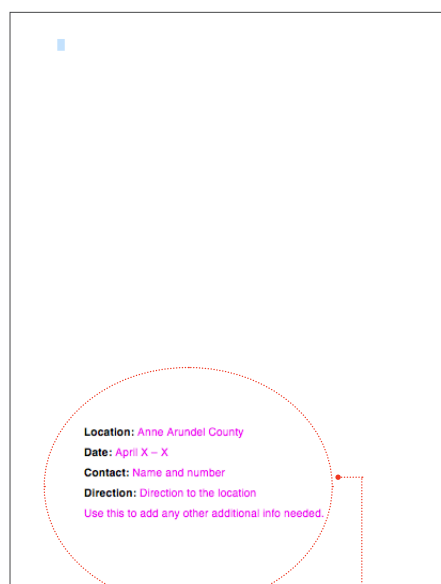 Location: Anne Arundel County
Date: April X – X
Contact: Name and number
Direction: Direction to the location
Use this to add any other additional info needed.